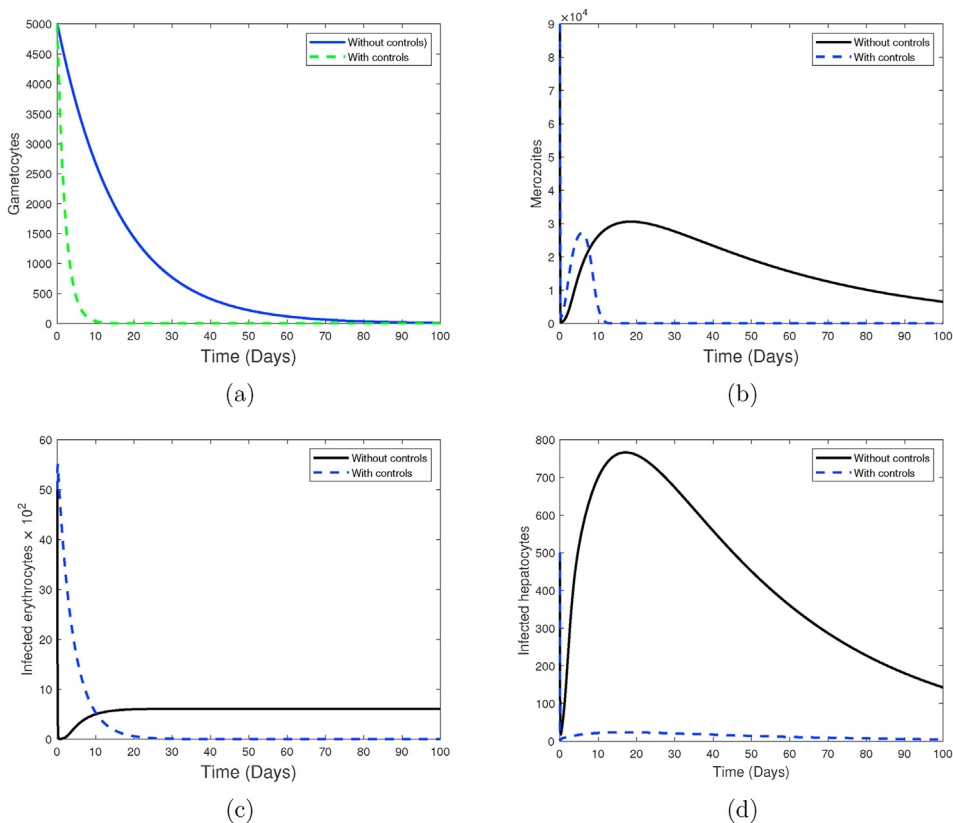 5000
4500
4000
3500
3000
2500
2000
1500
1000
500
0
Gametocytes
Without controls)
With controls
0 10 20 30 40 50 60 70 80 90 100
Time (Days)
(a)
×10⁴
9
8
7
6
5
4
3
2
1
0
Merozoites
Without controls
With controls
0 10 20 30 40 50 60 70 80 90 100
Time (Days)
(b)
60
50
40
30
20
10
0
Infected erythrocytes × 10²
Without controls
With controls
0 10 20 30 40 50 60 70 80 90 100
Time (Days)
(c)
800
700
600
500
400
300
200
100
0
Infected hepatocytes
Without controls
With controls
0 10 20 30 40 50 60 70 80 90 100
Time (Days)
(d)